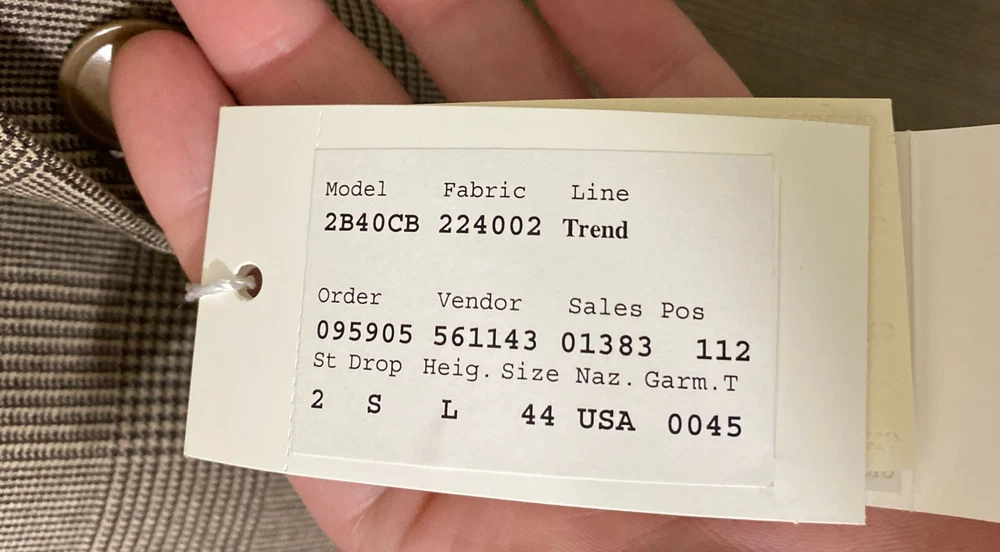 Model Fabric Line
2B40CB 224002 Trend
Order Vendor Sales Pos
095905 561143 01383 112
St Drop Heig. Size Naz. Garm.T
2 S L 44 USA 0045